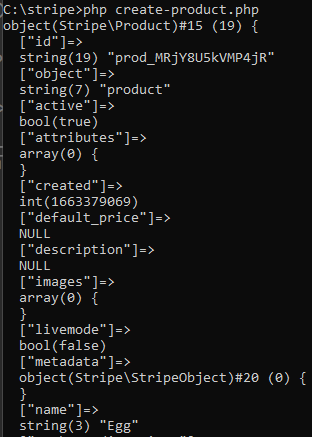 C:\stripe>php create-product.php
object(Stripe\Product)#15 (19) {
  ["id"]=>
  string(19) "prod_MRjY8U5kVMP4jR"
  ["object"]=>
  string(7) "product"
  ["active"]=>
  bool(true)
  ["attributes"]=>
  array(0) {
  }
  ["created"]=>
  int(1663379069)
  ["default_price"]=>
  NULL
  ["description"]=>
  NULL
  ["images"]=>
  array(0) {
  }
  ["livemode"]=>
  bool(false)
  ["metadata"]=>
  object(Stripe\StripeObject)#20 (0) {
  }
  ["name"]=>
  string(3) "Egg"